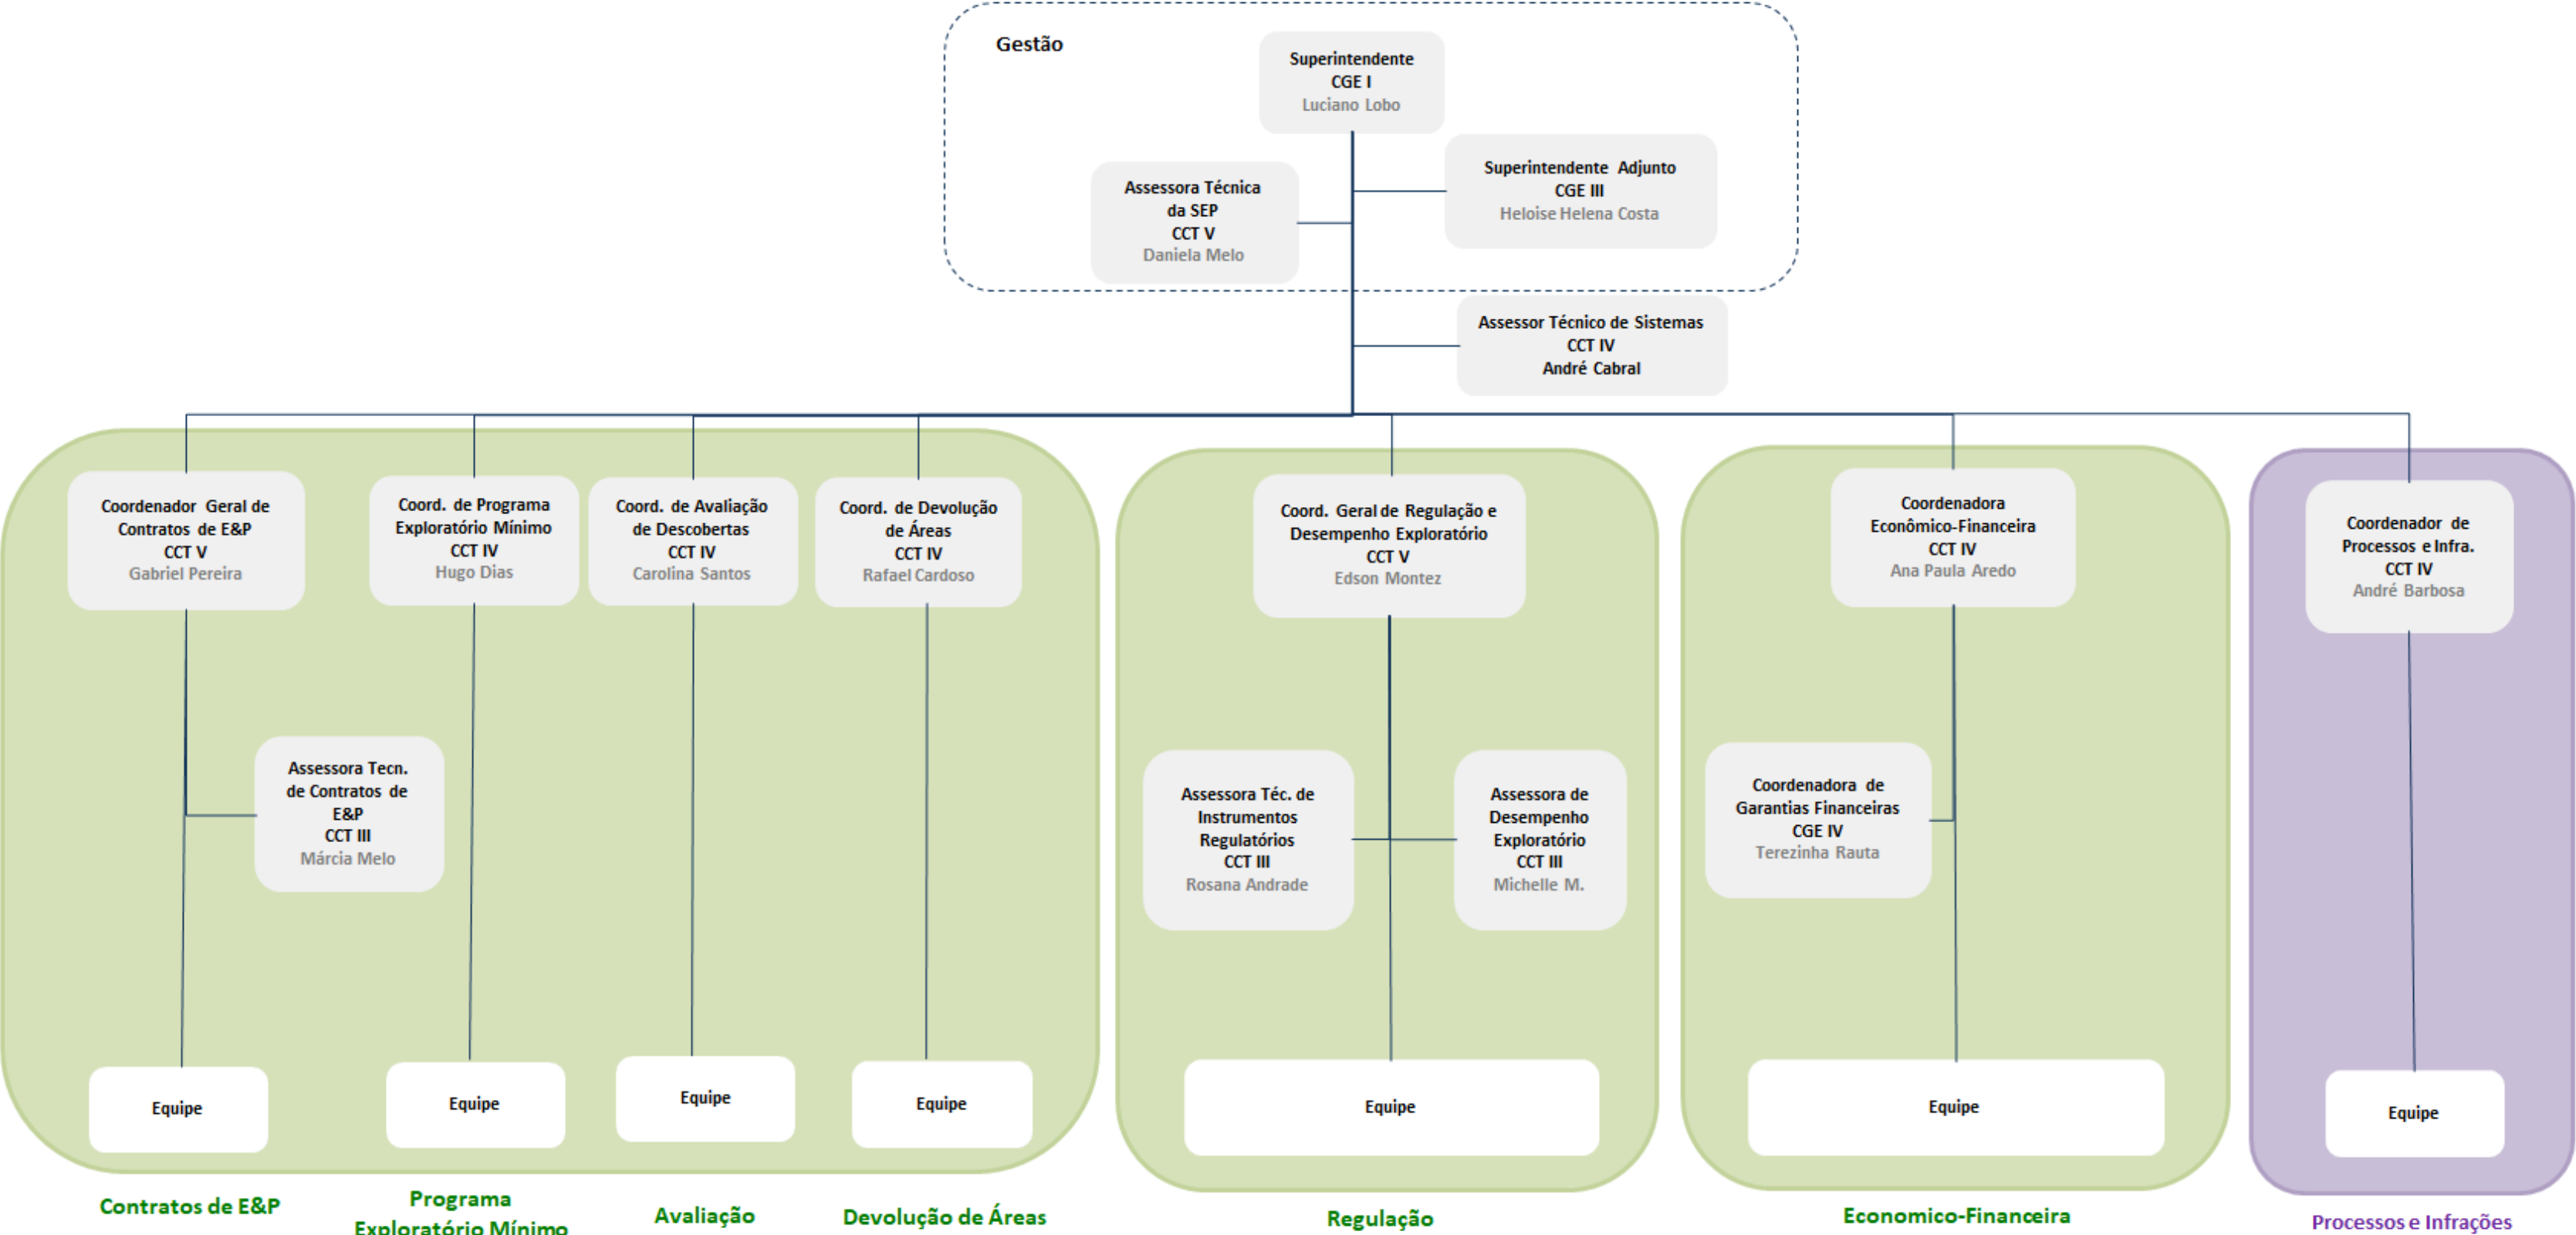 Gestão
Superintendente
CGE I
Luciano Lobo
Superintendente Adjunto
CGE III
Heloise Helena Costa
Assessora Técnica
da SEP
CCT V
Daniela Melo
Assessor Técnico de Sistemas
CCT IV
André Cabral
Coordenador Geral de
Contratos de E&P
CCT V
Gabriel Pereira
Coord. de Programa
Exploratório Mínimo
CCT IV
Hugo Dias
Coord. de Avaliação
de Descobertas
CCT IV
Carolina Santos
Coord. de Devolução
de Áreas
CCT IV
Rafael Cardoso
Coord. Geral de Regulação e
Desempenho Exploratório
CCT V
Edson Montez
Coordenadora
Econômico-Financeira
CCT IV
Ana Paula Aredo
Coordenador de
Processos e Infra.
CCT IV
André Barbosa
Assessora Tecn.
de Contratos de
E&P
CCT III
Márcia Melo
Assessora Téc. de
Instrumentos
Regulatórios
CCT III
Rosana Andrade
Assessora de
Desempenho
Exploratório
CCT III
Michelle M.
Coordenadora de
Garantias Financeiras
CGE IV
Terezinha Rauta
Equipe
Equipe
Equipe
Equipe
Equipe
Equipe
Equipe
Contratos de E&P
Programa
Exploratório Mínimo
Avaliação
Devolução de Áreas
Regulação
Economico-Financeira
Processos e Infrações